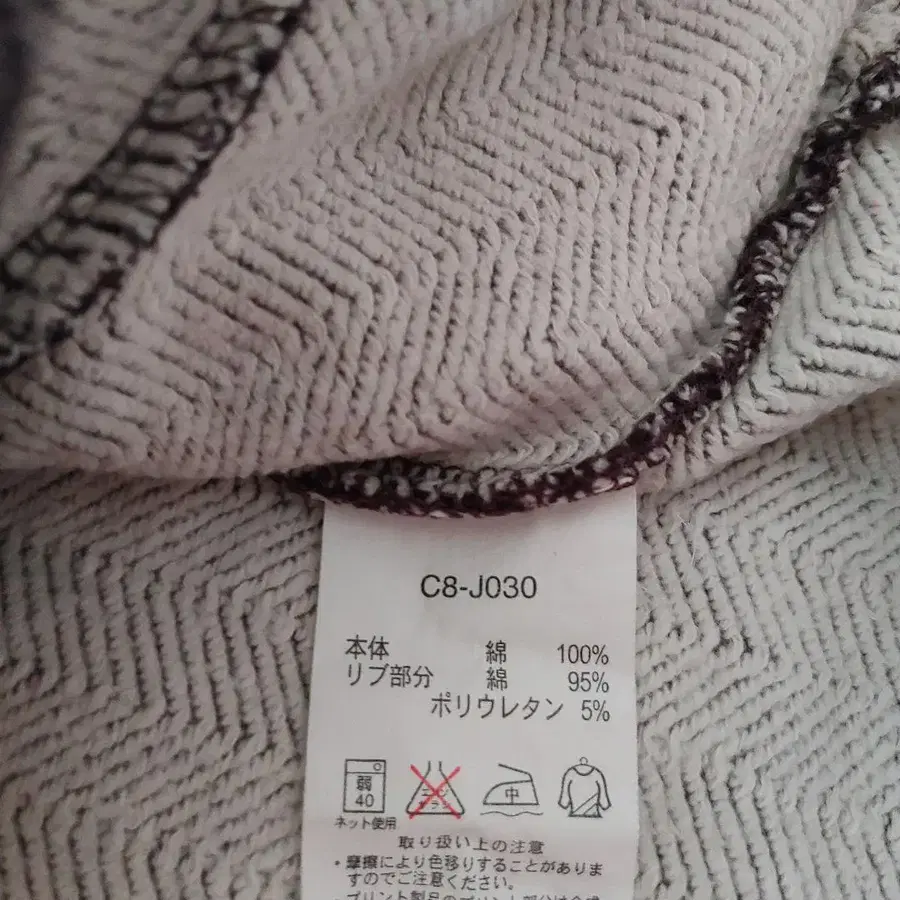 C8-J030
本体 綿 100%
リブ部分 綿 95%
ポリウレタン 5%
弱
40
中
ネット使用
取り扱い上の注意
・摩擦により色移りすることがありま
すのでご注意ください。